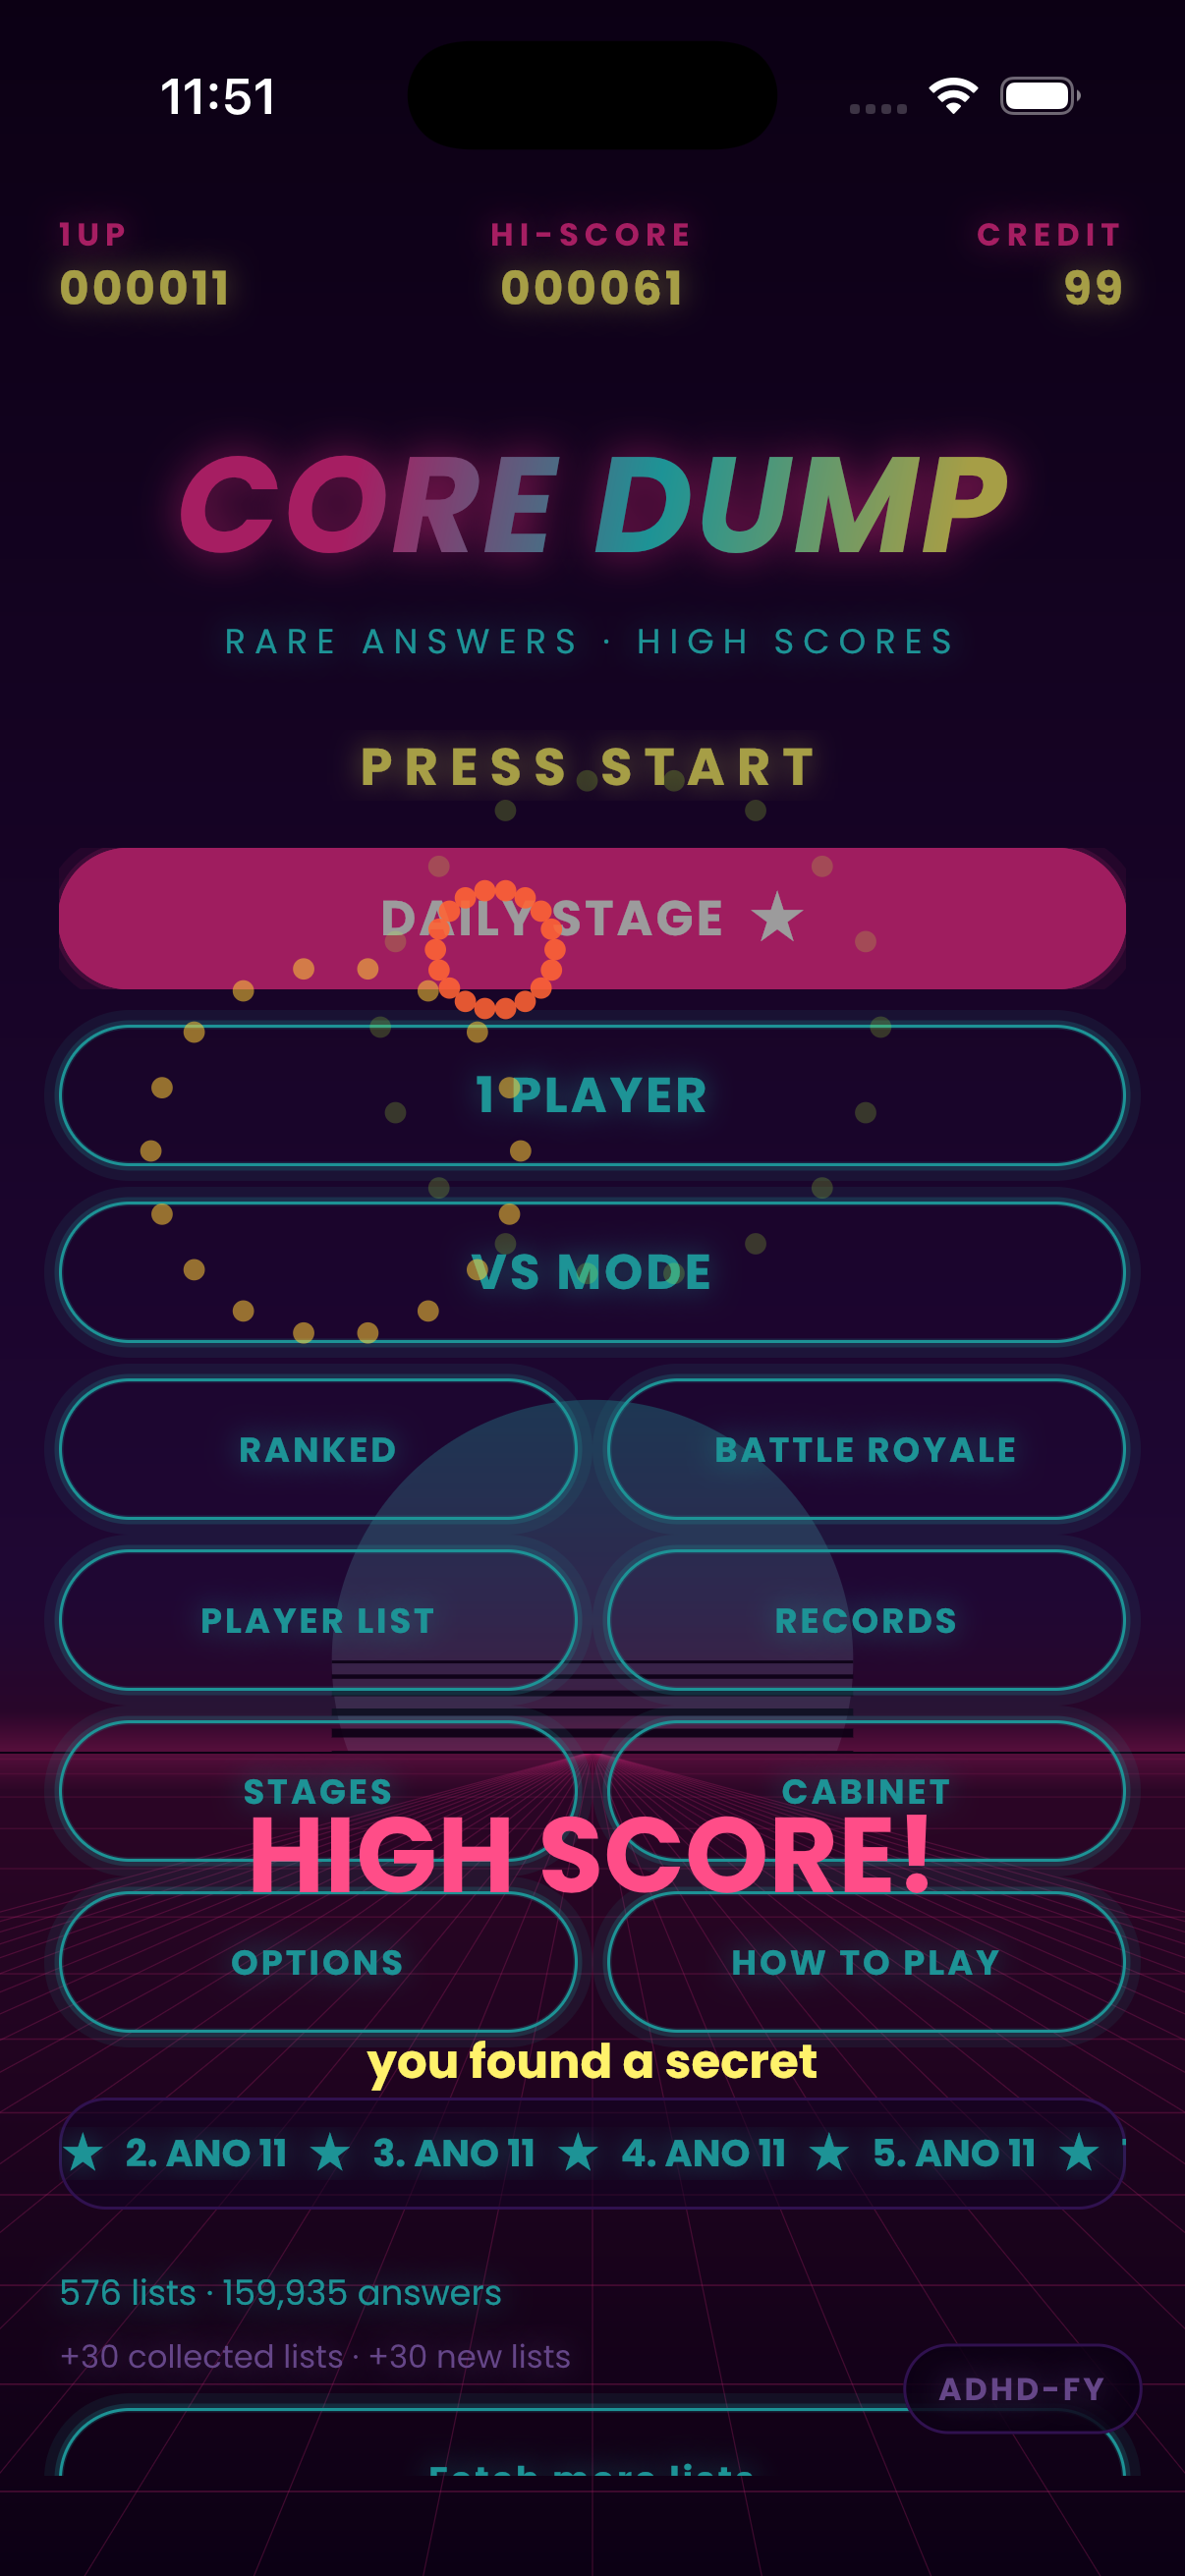 11:51
1UP HI-SCORE CREDIT
000011 000061 99
CORE DUMP
RARE ANSWERS · HIGH SCORES
PRESS START
DAILY STAGE ★
1 PLAYER
VS MODE
RANKED BATTLE ROYALE
PLAYER LIST RECORDS
STAGES CABINET
HIGH SCORE!
OPTIONS HOW TO PLAY
you found a secret
★ 2. ANO 11 ★ 3. ANO 11 ★ 4. ANO 11 ★ 5. ANO 11 ★
576 lists · 159,935 answers
+30 collected lists · +30 new lists
ADHD-FY
Fetch more lists